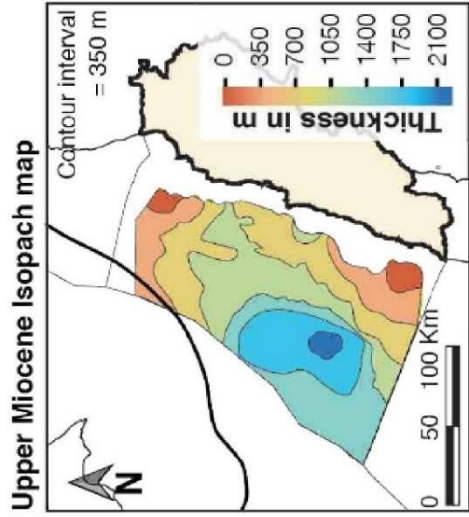 Upper Miocene Isopach map
Contour interval
= 350 m
N
0
350
700
1050
1400
1750
2100
Thickness in m
0 50 100 Km